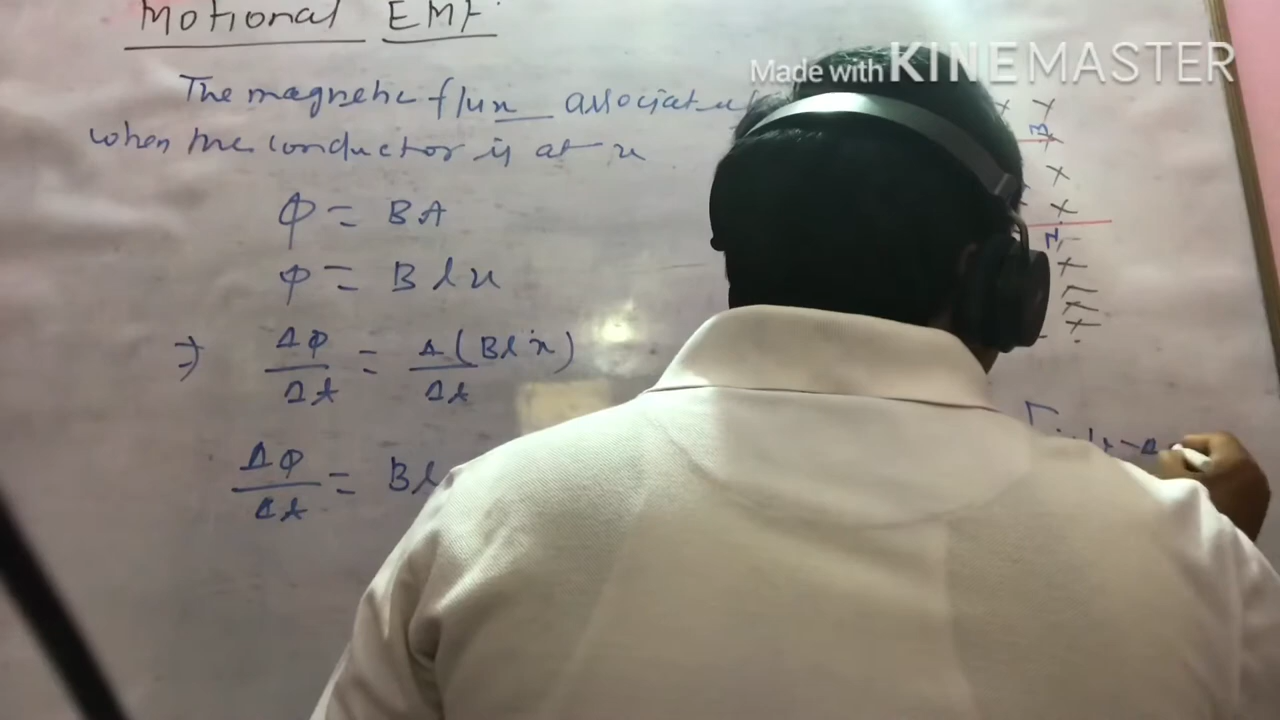 Made with KINEMASTER
Motional EMF
The magnetic flux
when the conductor is at x
ϕ = BA
ϕ = B l x
⇒ Δϕ/Δt = Δ(Blx)/Δt
Δϕ/Δt = Bl